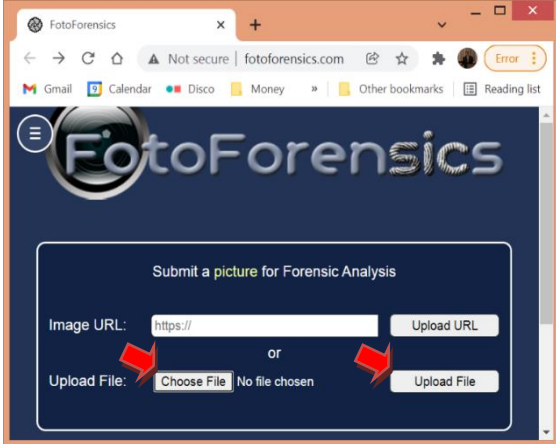 FotoForensics
Not secure | fotoforensics.com
Error
Gmail
9 Calendar
Disco
Money
»
Other bookmarks
Reading list
FotoForensics
Submit a picture for Forensic Analysis
Image URL: https:// Upload URL
or
Upload File: Choose File No file chosen Upload File